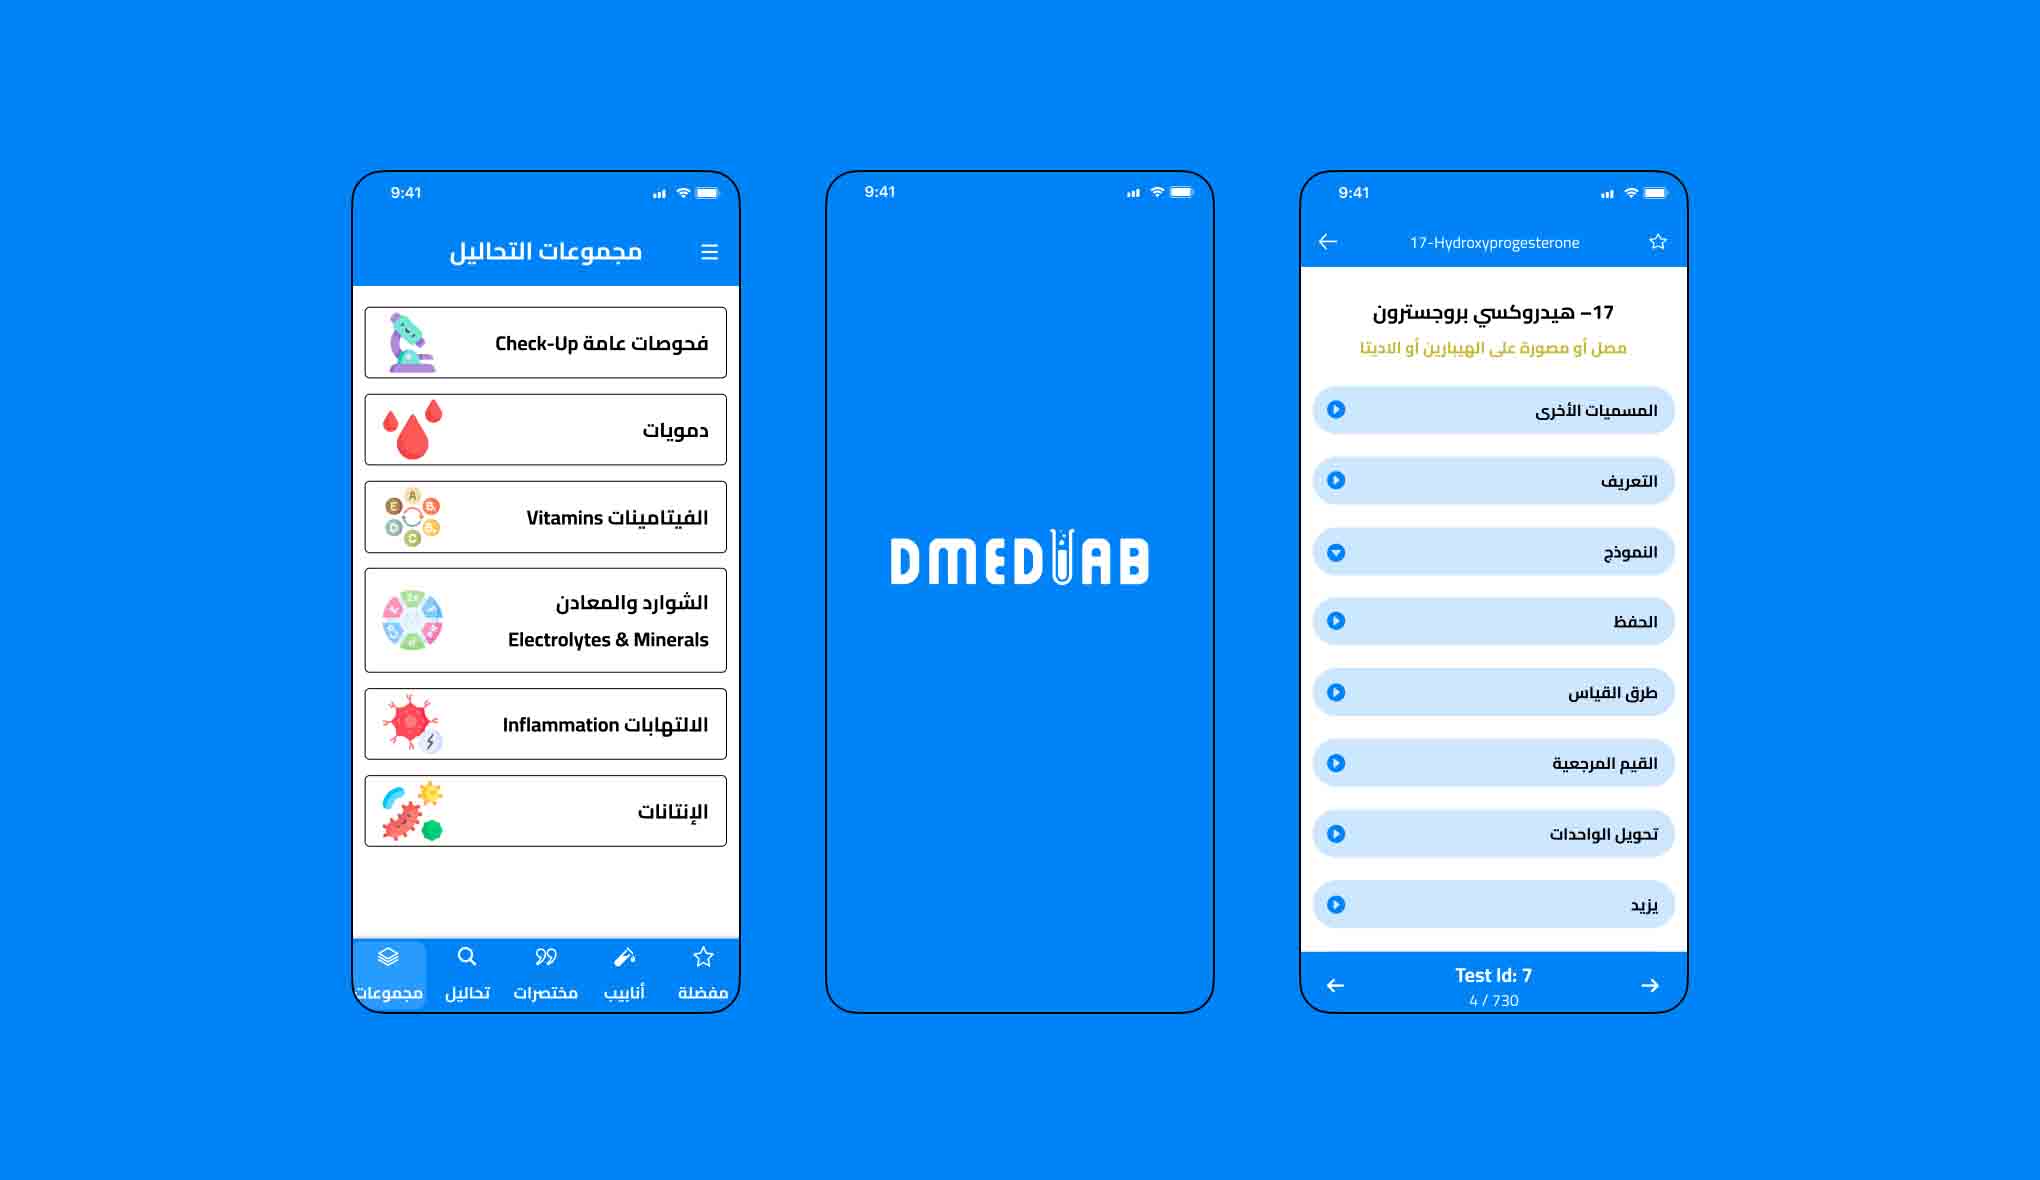 9:41
مجموعات التحاليل
فحوصات عامة Check-Up
دمويات
الفيتامينات Vitamins
الشوارد والمعادن
Electrolytes & Minerals
الالتهابات Inflammation
الإنتانات
مفضلة
أنابيب
مختصرات
تحاليل
مجموعات
9:41
DMEDLAB
9:41
17-Hydroxyprogesterone
17– هيدروكسي بروجسترون
مصل أو مصورة على الهيبارين أو الاديتا
المسميات الأخرى
التعريف
النموذج
الحفظ
طرق القياس
القيم المرجعية
تحويل الواحدات
يزيد
Test Id: 7
4 / 730